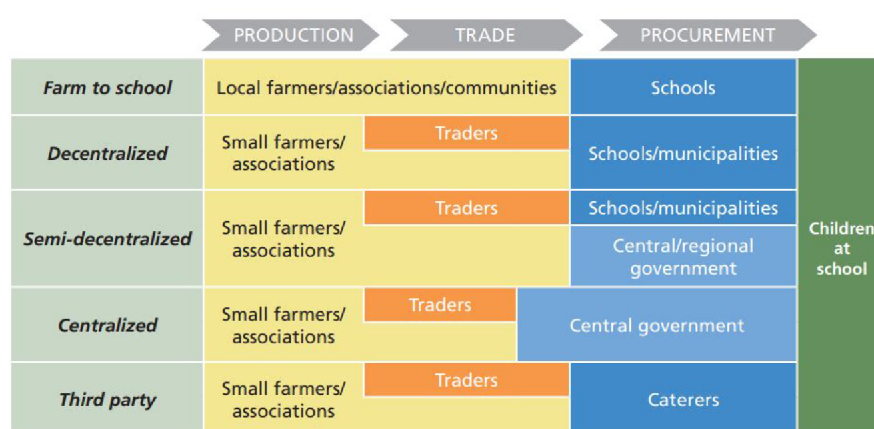 PRODUCTION
TRADE
PROCUREMENT
Farm to school
Local farmers/associations/communities
Schools
Decentralized
Small farmers/
associations
Traders
Schools/municipalities
Semi-decentralized
Small farmers/
associations
Traders
Schools/municipalities
Central/regional
government
Centralized
Small farmers/
associations
Traders
Central government
Third party
Small farmers/
associations
Traders
Caterers
Children
at
school